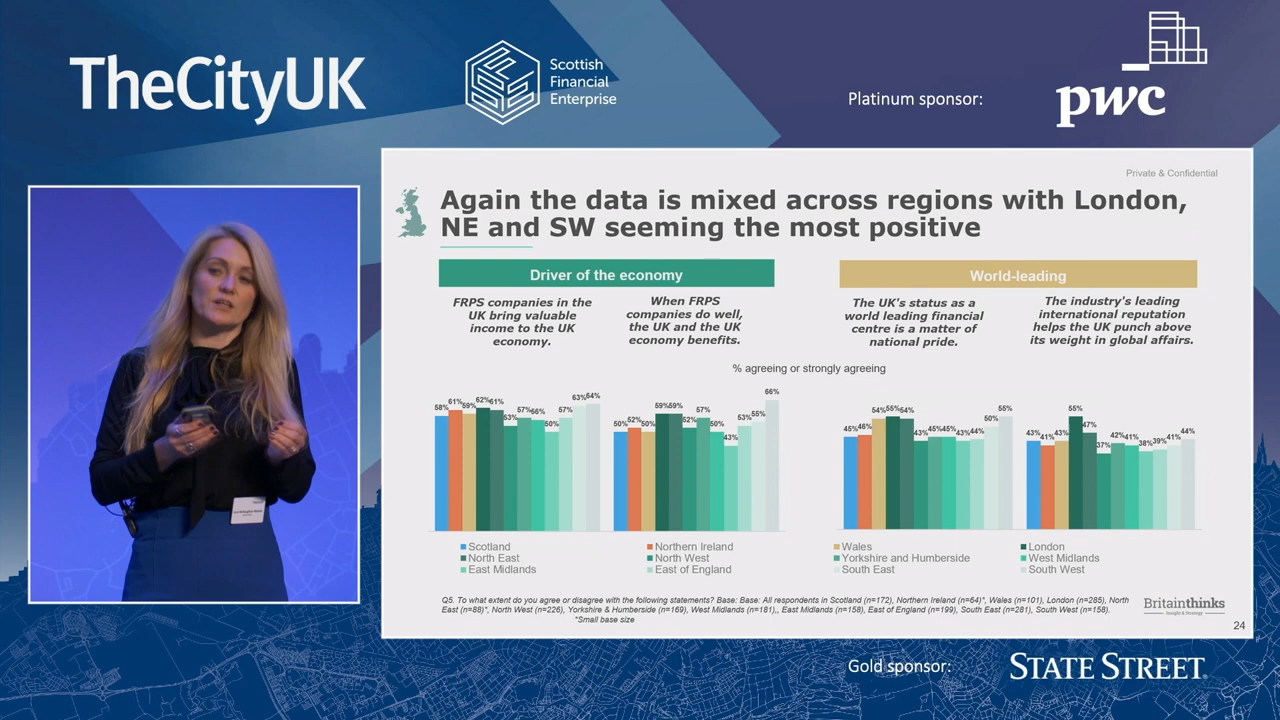 TheCityUK
Scottish
Financial
Enterprise
Platinum sponsor:
pwc
Private & Confidential
Again the data is mixed across regions with London,
NE and SW seeming the most positive
Driver of the economy
World-leading
FRPS companies in the
UK bring valuable
income to the UK
economy.
When FRPS
companies do well,
the UK and the UK
economy benefits.
The UK's status as a
world leading financial
centre is a matter of
national pride.
The industry's leading
international reputation
helps the UK punch above
its weight in global affairs.
% agreeing or strongly agreeing
58% 61% 59% 62% 61% 53% 57% 56% 50% 57% 63% 64%
50% 52% 50% 59% 59% 52% 57% 50% 43% 53% 55% 66%
45% 46% 54% 55% 54% 43% 45% 45% 43% 44% 50% 55%
43% 41% 43% 55% 47% 37% 42% 41% 38% 39% 41% 44%
Scotland Northern Ireland Wales London
North East North West Yorkshire and Humberside West Midlands
East Midlands East of England South East South West
Q5. To what extent do you agree or disagree with the following statements? Base: Base: All respondents in Scotland (n=172), Northern Ireland (n=64)*, Wales (n=101), London (n=285), North
East (n=88)*, North West (n=226), Yorkshire & Humberside (n=169), West Midlands (n=181),, East Midlands (n=158), East of England (n=199), South East (n=281), South West (n=158).
*Small base size
Britainthinks
Insight & Strategy
24
Gold sponsor:
STATE STREET